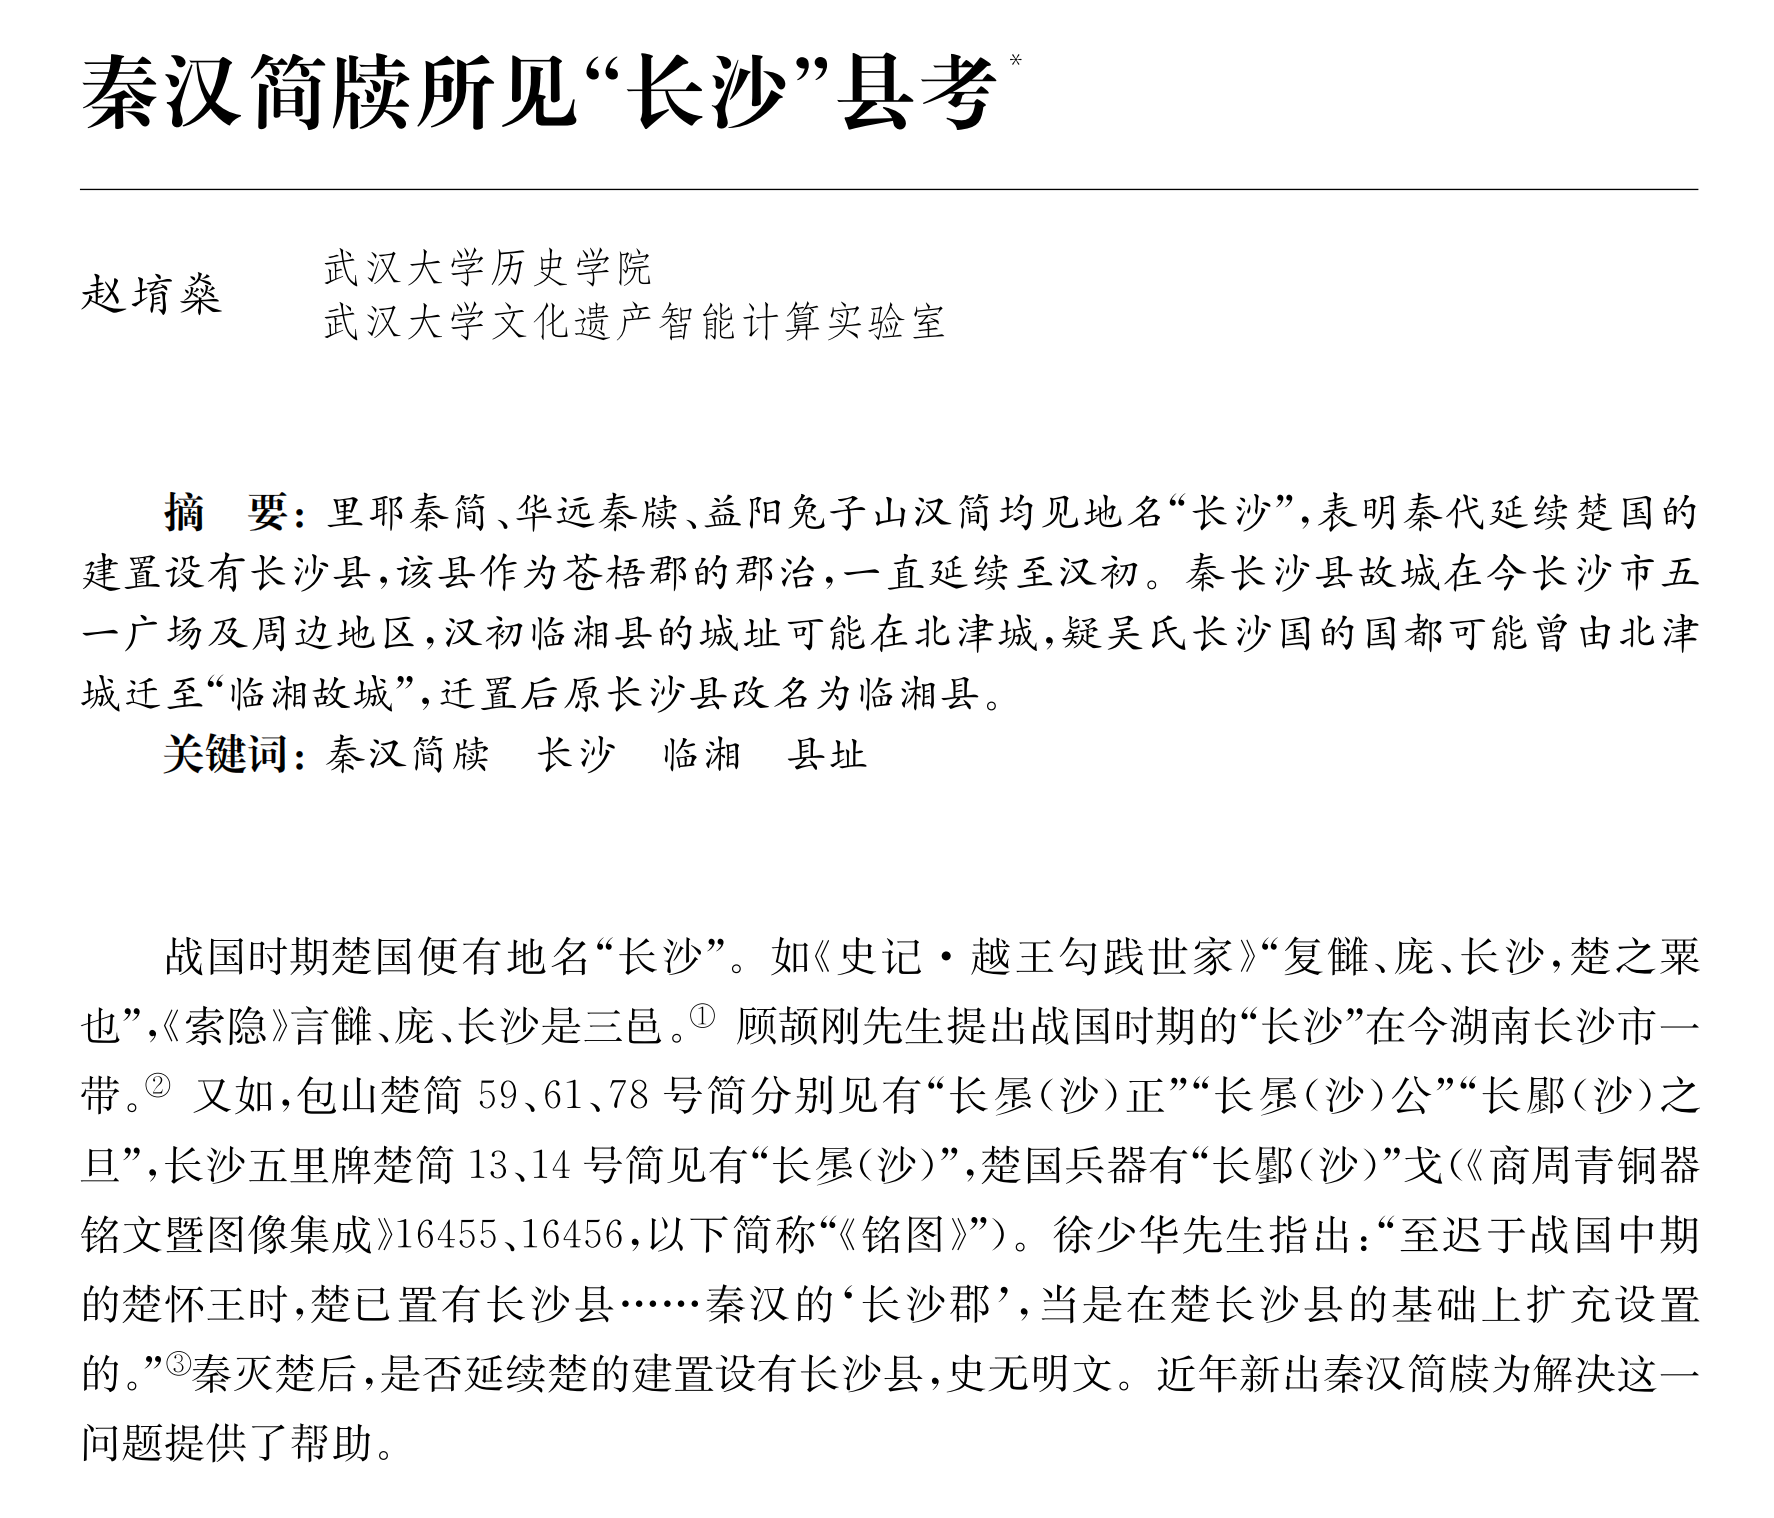 秦汉简牍所见“长沙”县考*
赵堉燊
武汉大学历史学院
武汉大学文化遗产智能计算实验室
摘　要：里耶秦简、华远秦牍、益阳兔子山汉简均见地名“长沙”，表明秦代延续楚国的
建置设有长沙县，该县作为苍梧郡的郡治，一直延续至汉初。秦长沙县故城在今长沙市五
一广场及周边地区，汉初临湘县的城址可能在北津城，疑吴氏长沙国的国都可能曾由北津
城迁至“临湘故城”，迁置后原长沙县改名为临湘县。
关键词：秦汉简牍　长沙　临湘　县址
战国时期楚国便有地名“长沙”。如《史记·越王勾践世家》“复雠、庞、长沙，楚之粟
也”，《索隐》言雠、庞、长沙是三邑。① 顾颉刚先生提出战国时期的“长沙”在今湖南长沙市一
带。② 又如，包山楚简 59、61、78 号简分别见有“长（沙）正”“长（沙）公”“长（沙）之
旦”，长沙五里牌楚简 13、14 号简见有“长（沙）”，楚国兵器有“长（沙）”戈（《商周青铜器
铭文暨图像集成》16455、16456，以下简称“《铭图》”）。徐少华先生指出：“至迟于战国中期
的楚怀王时，楚已置有长沙县……秦汉的‘长沙郡’，当是在楚长沙县的基础上扩充设置
的。”③秦灭楚后，是否延续楚的建置设有长沙县，史无明文。近年新出秦汉简牍为解决这一
问题提供了帮助。